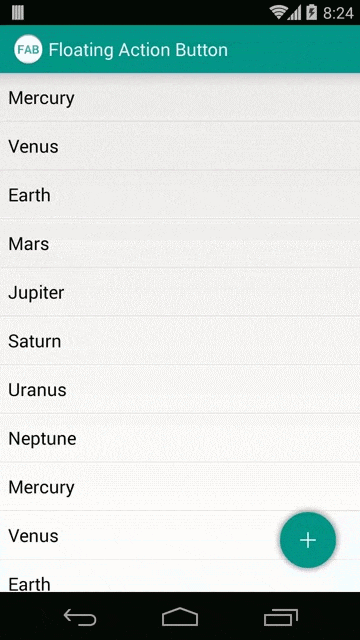 8:24
FAB Floating Action Button
Mercury
Venus
Earth
Mars
Jupiter
Saturn
Uranus
Neptune
Mercury
Venus
Earth